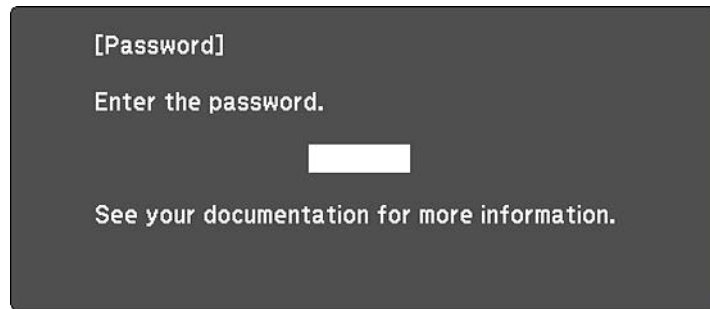 [Password]
Enter the password.
See your documentation for more information.